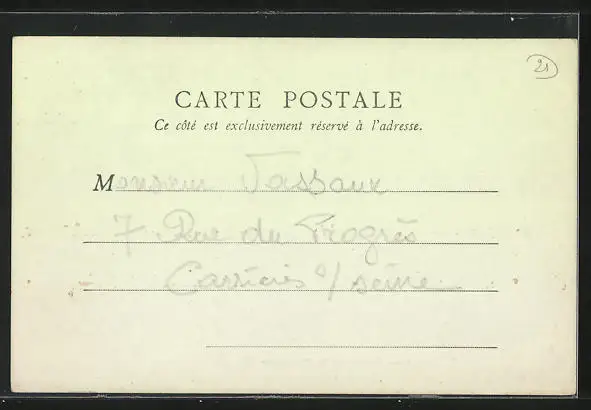 21
CARTE POSTALE
Ce côté est exclusivement réservé à l'adresse.
Monsieur Vassaux
7 Rue du Progrès
Carrières s/ seine